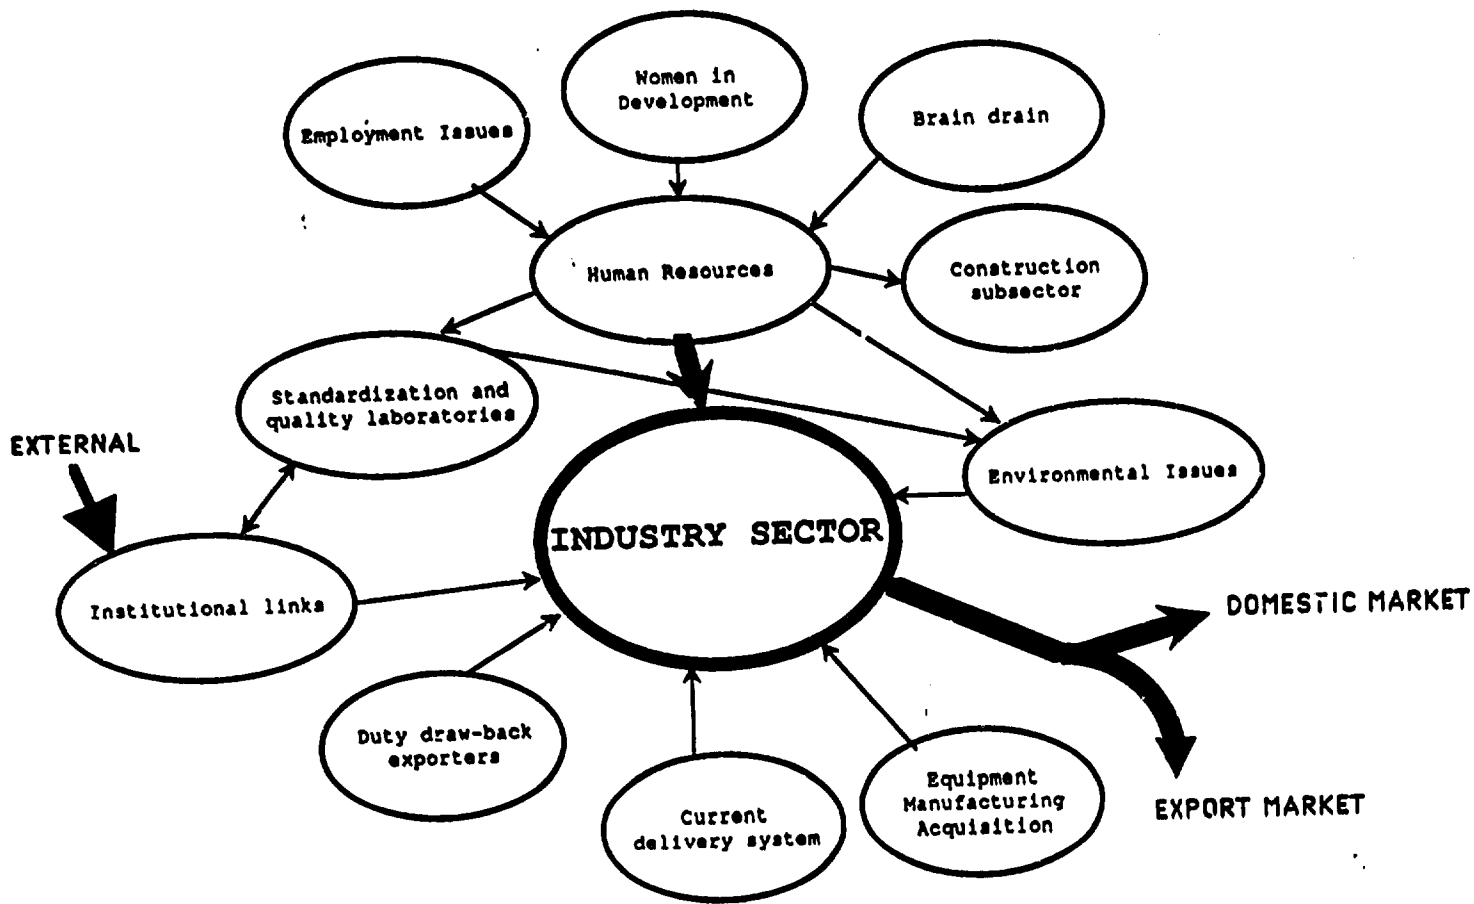 Women in
Development
Employment Issues
Brain drain
Human Resources
Construction
subsector
Standardization and
quality laboratories
EXTERNAL
Environmental Issues
INDUSTRY SECTOR
Institutional links
DOMESTIC MARKET
Duty draw-back
exporters
Equipment
Manufacturing
Acquisition
EXPORT MARKET
Current
delivery system